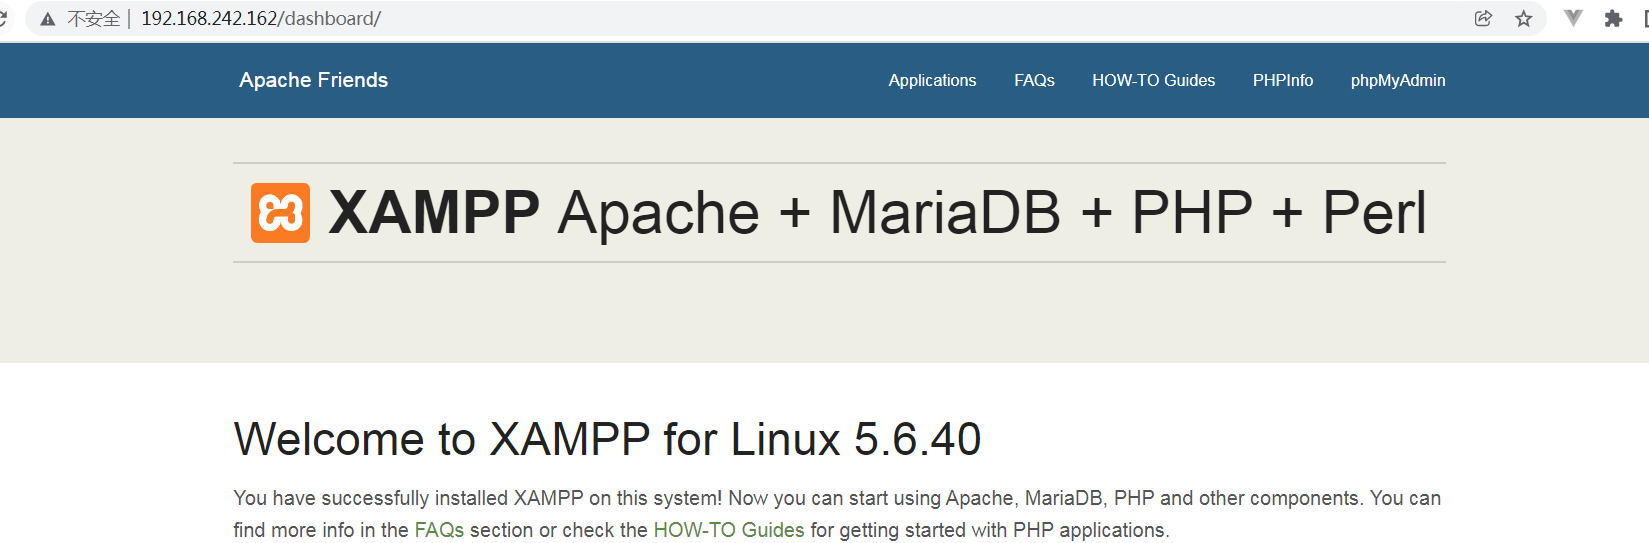 不安全 | 192.168.242.162/dashboard/
Apache Friends Applications FAQs HOW-TO Guides PHPInfo phpMyAdmin
XAMPP Apache + MariaDB + PHP + Perl
Welcome to XAMPP for Linux 5.6.40
You have successfully installed XAMPP on this system! Now you can start using Apache, MariaDB, PHP and other components. You can
find more info in the FAQs section or check the HOW-TO Guides for getting started with PHP applications.